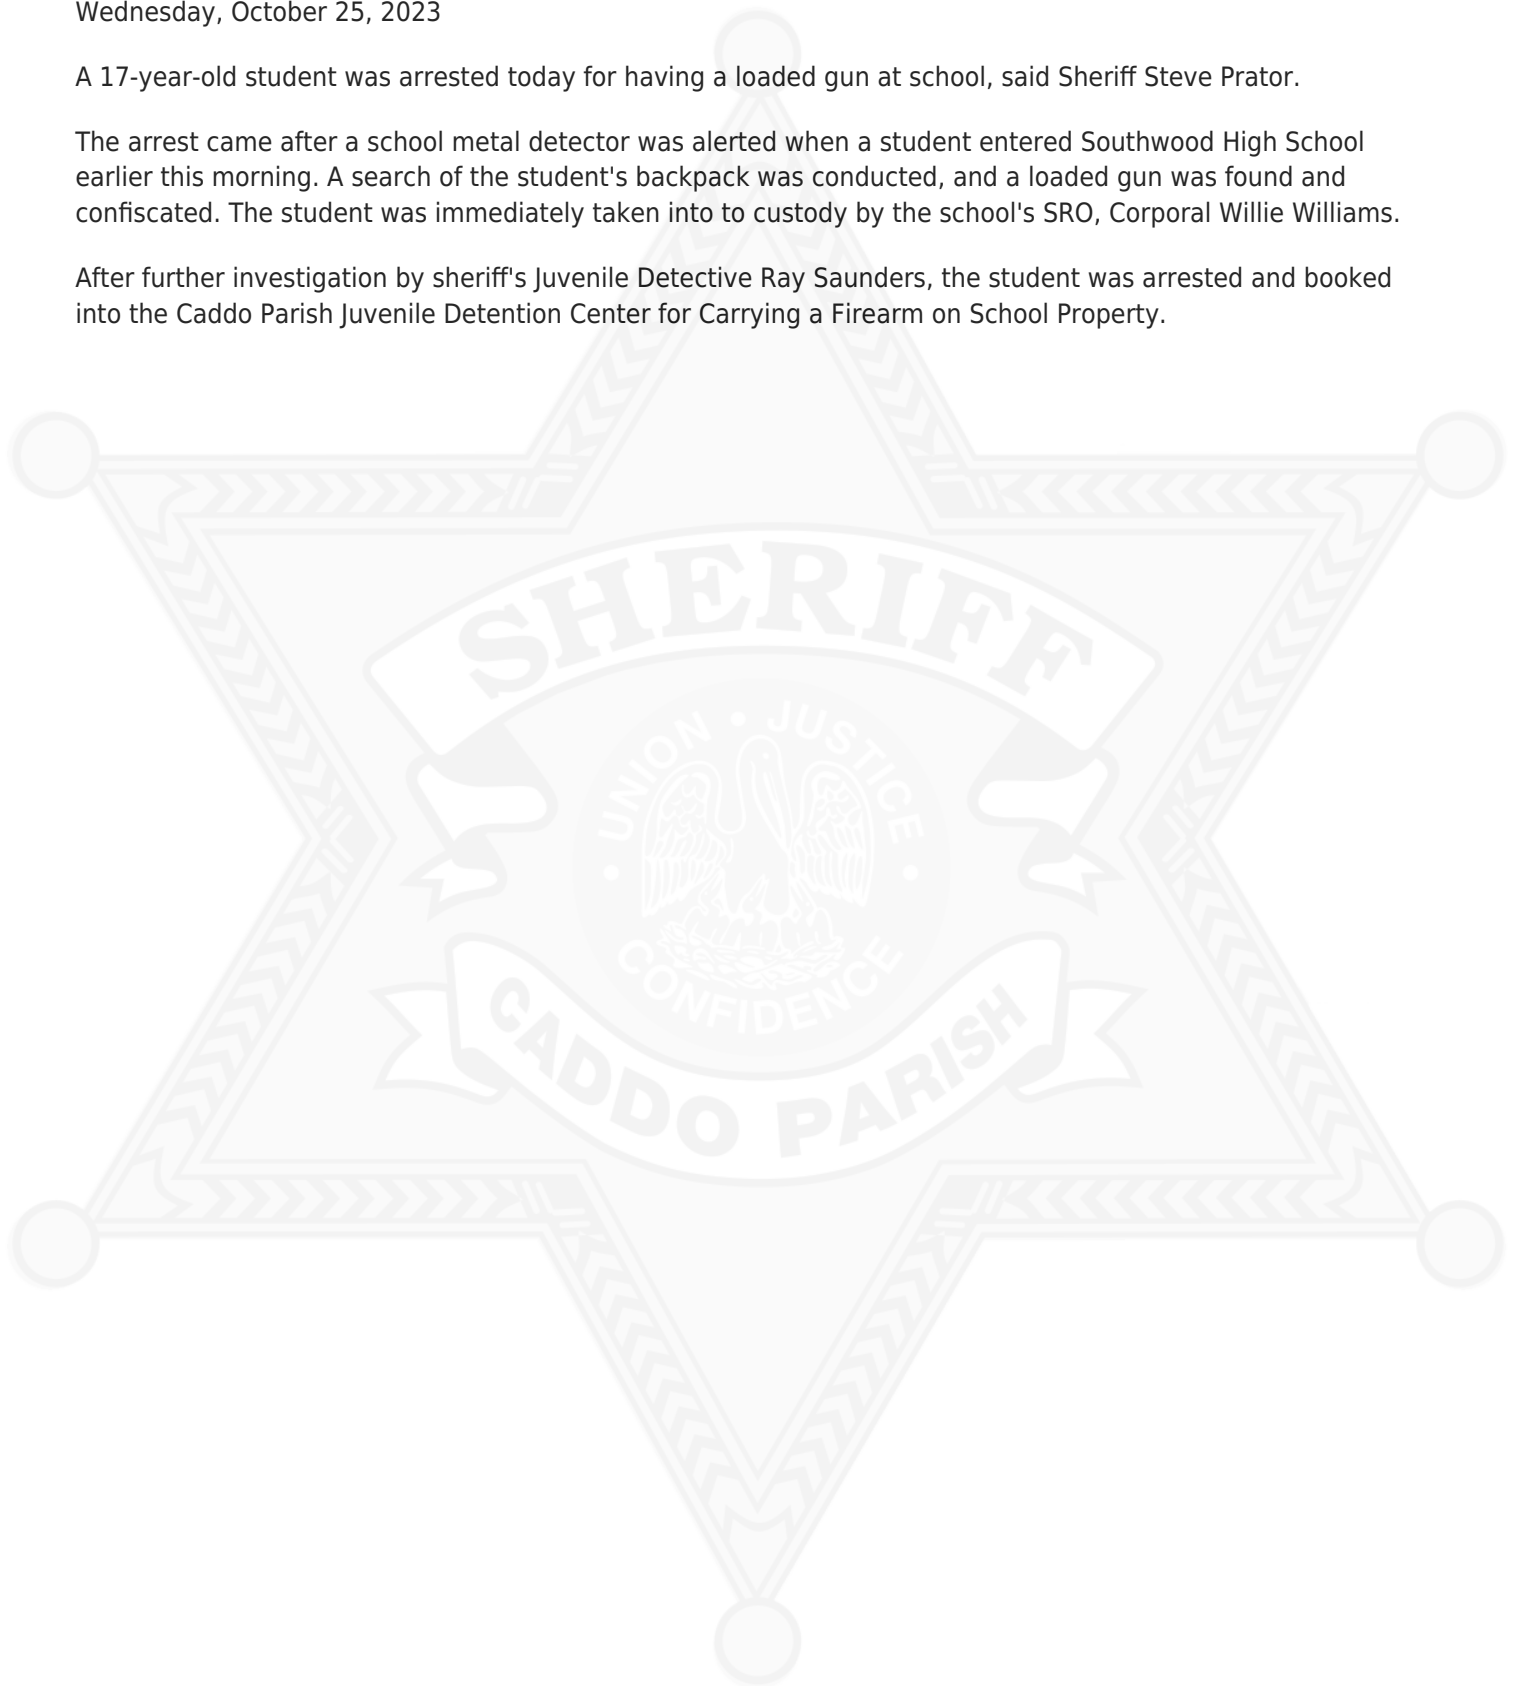 Wednesday, October 25, 2023
A 17-year-old student was arrested today for having a loaded gun at school, said Sheriff Steve Prator.
The arrest came after a school metal detector was alerted when a student entered Southwood High School
earlier this morning. A search of the student's backpack was conducted, and a loaded gun was found and
confiscated. The student was immediately taken into to custody by the school's SRO, Corporal Willie Williams.
After further investigation by sheriff's Juvenile Detective Ray Saunders, the student was arrested and booked
into the Caddo Parish Juvenile Detention Center for Carrying a Firearm on School Property.
SHERIFF
UNION • JUSTICE
• CONFIDENCE •
CADDO PARISH